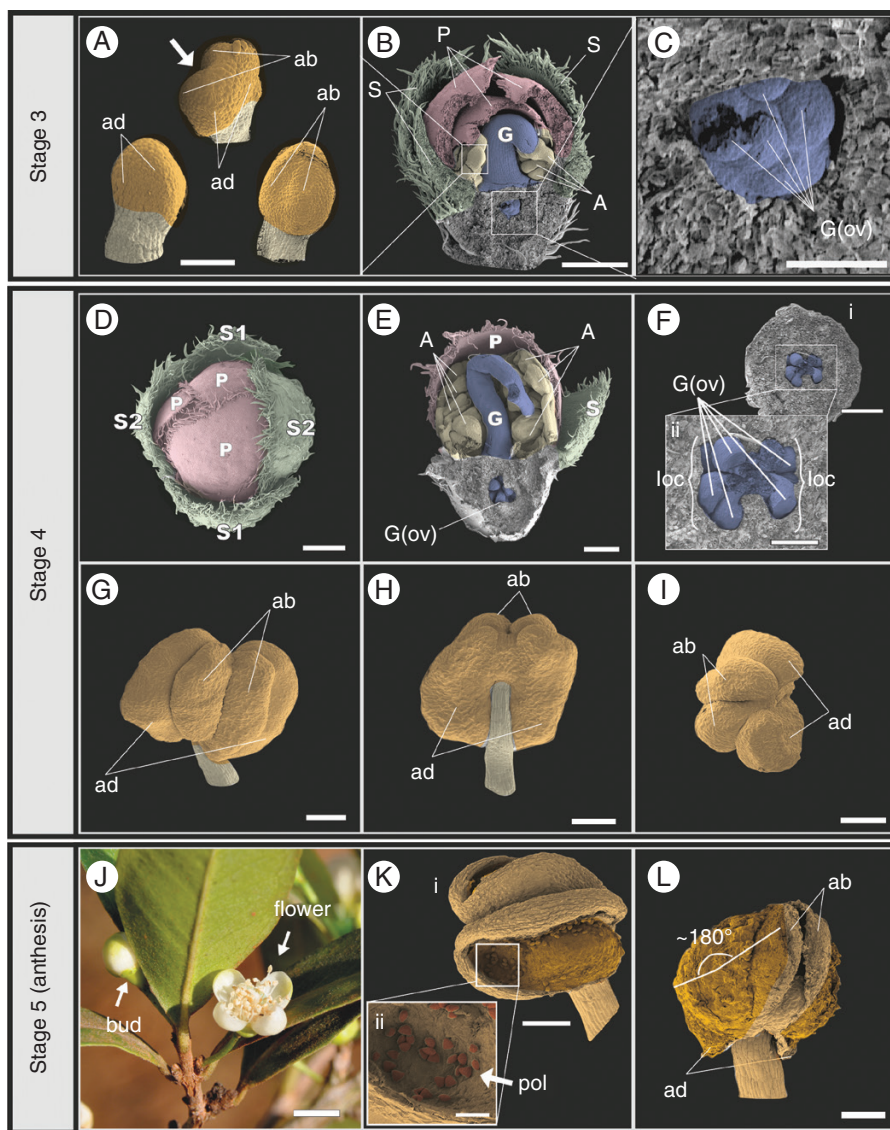 Stage 3
A
ab
ad
ab
ad
B
P
S
S
G
A
C
G(ov)
Stage 4
D
S1
P
P
S2
S2
P
S1
E
P
A
A
G
S
G(ov)
F
i
G(ov)
ii
loc
loc
G
ab
ad
H
ab
ad
I
ab
ad
Stage 5 (anthesis)
J
flower
bud
K
i
ii
pol
L
ab
~180°
ad